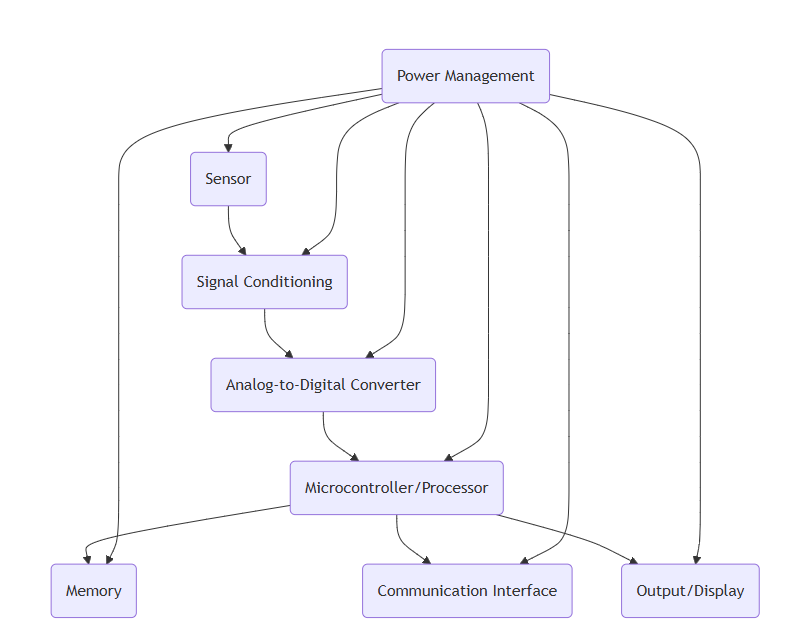 Power Management
Sensor
Signal Conditioning
Analog-to-Digital Converter
Microcontroller/Processor
Memory
Communication Interface
Output/Display